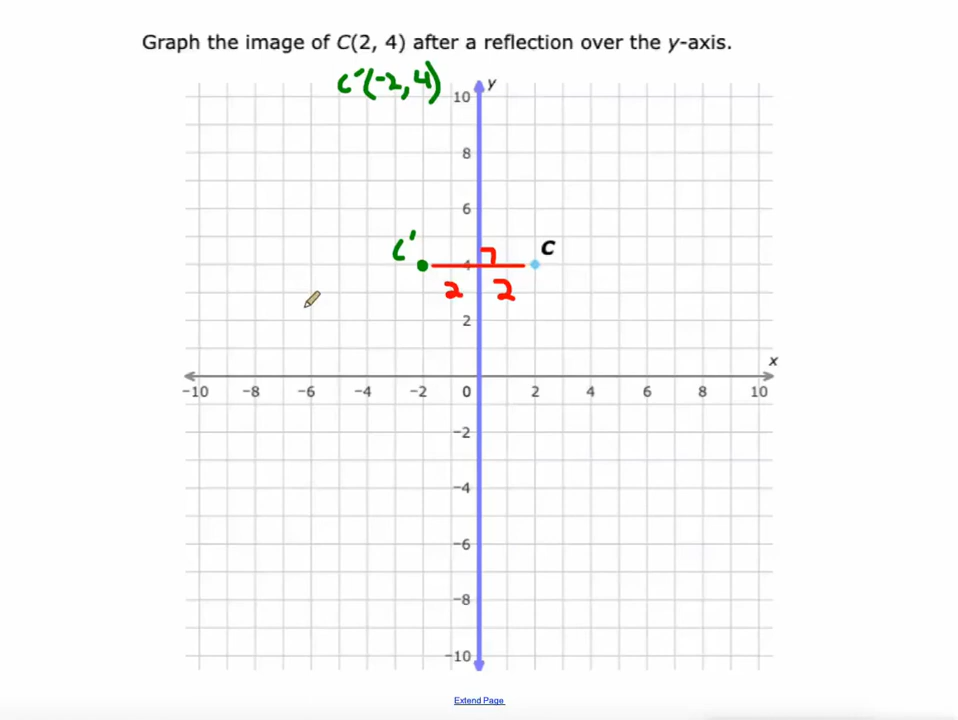 Graph the image of C(2, 4) after a reflection over the y-axis.
C'(-2, 4)
y
10
8
6
C'
C
4
2 2
2
x
-10 -8 -6 -4 -2 0 2 4 6 8 10
-2
-4
-6
-8
-10
Extend Page